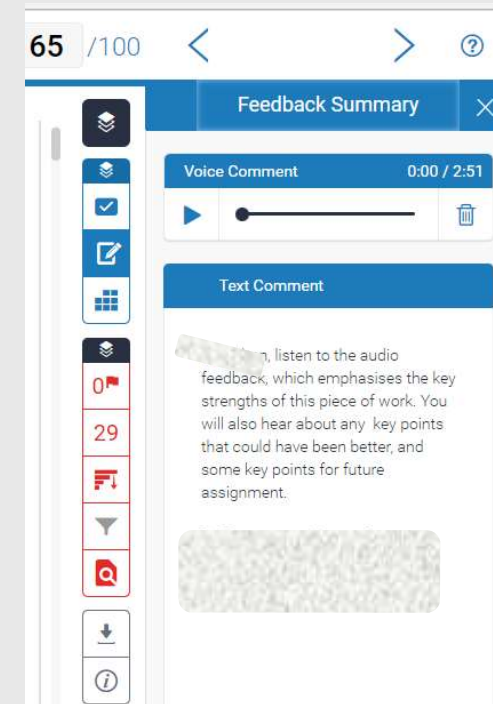 65 /100
Feedback Summary
Voice Comment 0:00 / 2:51
Text Comment
listen to the audio
feedback, which emphasises the key
strengths of this piece of work. You
will also hear about any key points
that could have been better, and
some key points for future
assignment.
0
29